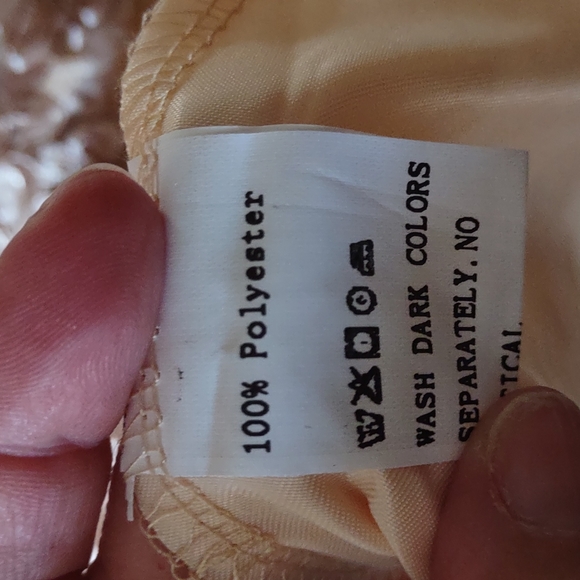 100% Polyester
WASH DARK COLORS
SEPARATELY.NO